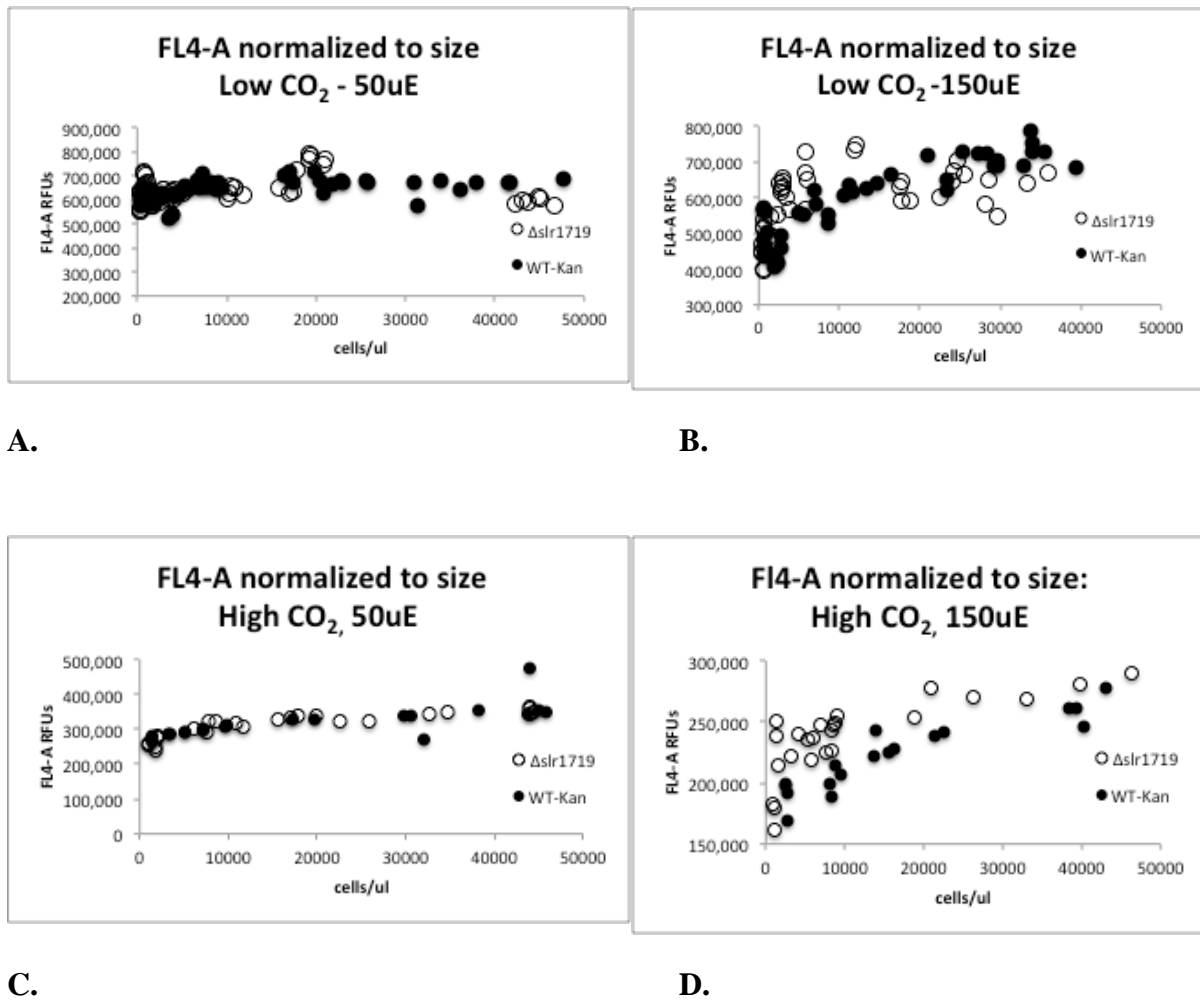 FL4-A normalized to size
Low CO₂ - 50uE
FL4-A RFUs
900,000
800,000
700,000
600,000
500,000
400,000
300,000
200,000
0 10000 20000 30000 40000 50000
cells/ul
Δslr1719
WT-Kan
FL4-A normalized to size
Low CO₂ -150uE
FL4-A RFUs
800,000
700,000
600,000
500,000
400,000
300,000
0 10000 20000 30000 40000 50000
cells/ul
Δslr1719
WT-Kan
A. B.
FL4-A normalized to size
High CO₂, 50uE
FL4-A RFUs
500,000
400,000
300,000
200,000
100,000
0
0 10000 20000 30000 40000 50000
cells/ul
Δslr1719
WT-Kan
Fl4-A normalized to size:
High CO₂, 150uE
FL4-A RFUs
300,000
250,000
200,000
150,000
0 10000 20000 30000 40000 50000
cells/ul
Δslr1719
WT-Kan
C. D.